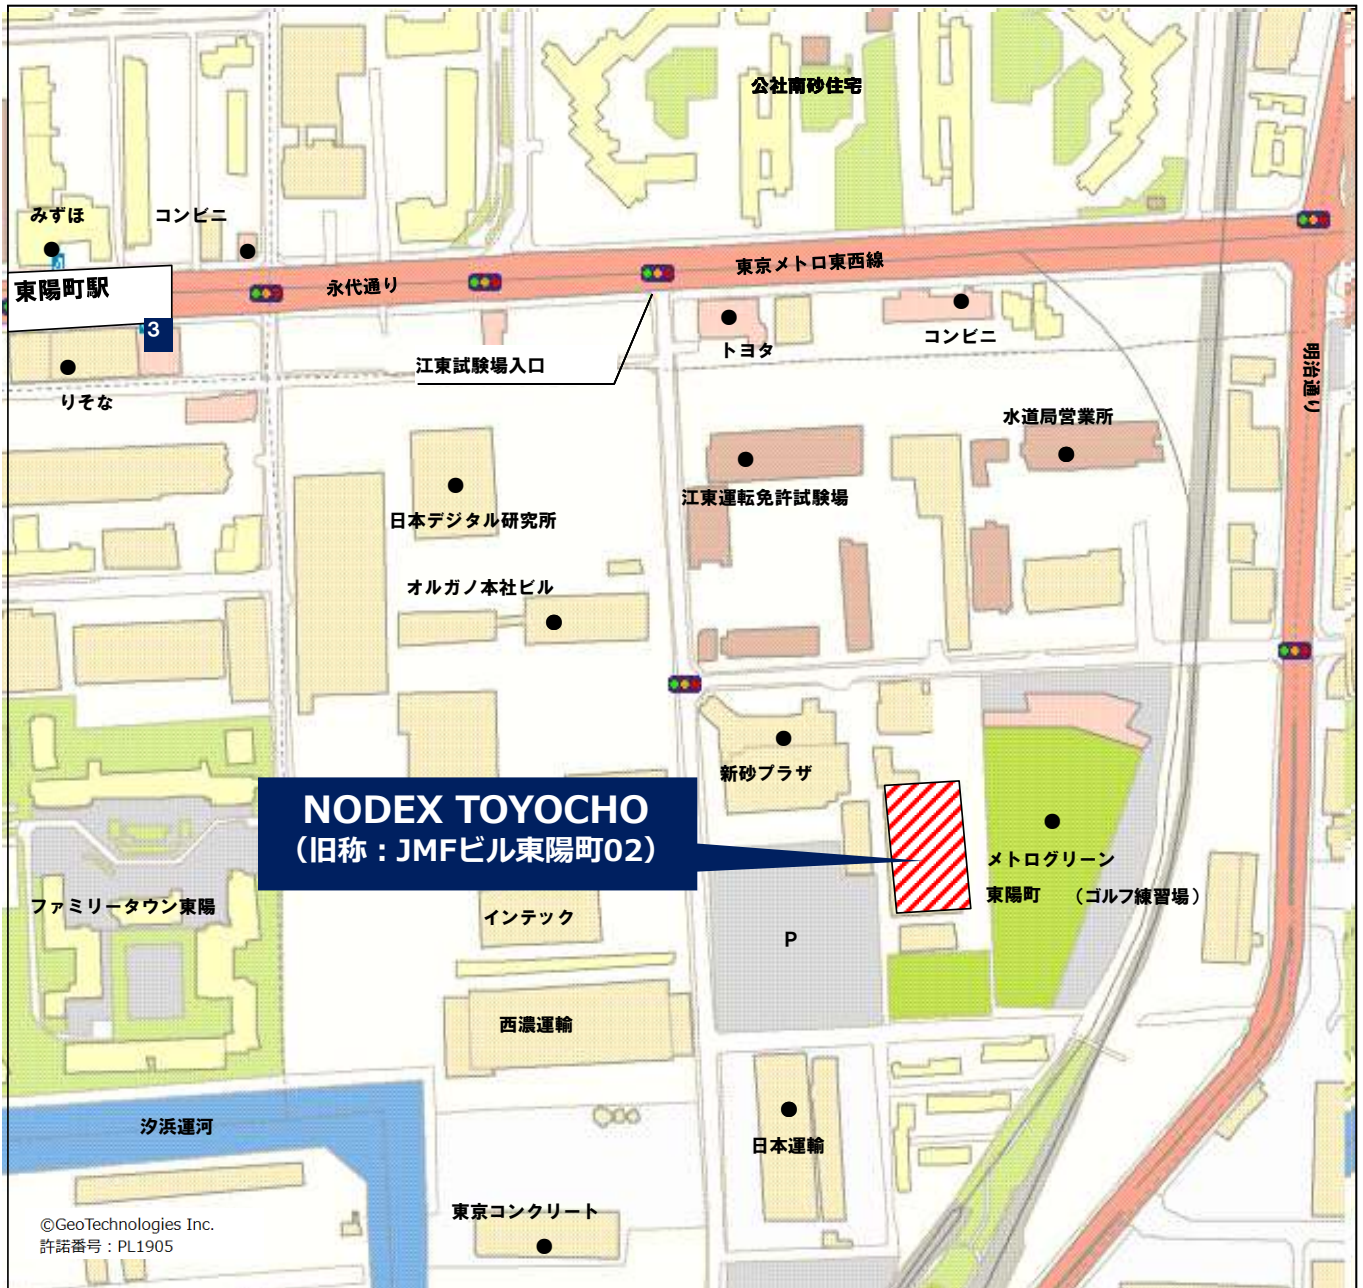 公社南砂住宅
みずほ
コンビニ
東陽町駅
永代通り
東京メトロ東西線
3
江東試験場入口
トヨタ
コンビニ
明治通り
りそな
水道局営業所
江東運転免許試験場
日本デジタル研究所
オルガノ本社ビル
新砂プラザ
NODEX TOYOCHO
（旧称：JMFビル東陽町02）
メトログリーン
東陽町　（ゴルフ練習場）
ファミリータウン東陽
インテック
P
西濃運輸
汐浜運河
日本運輸
東京コンクリート
©GeoTechnologies Inc.
許諾番号：PL1905